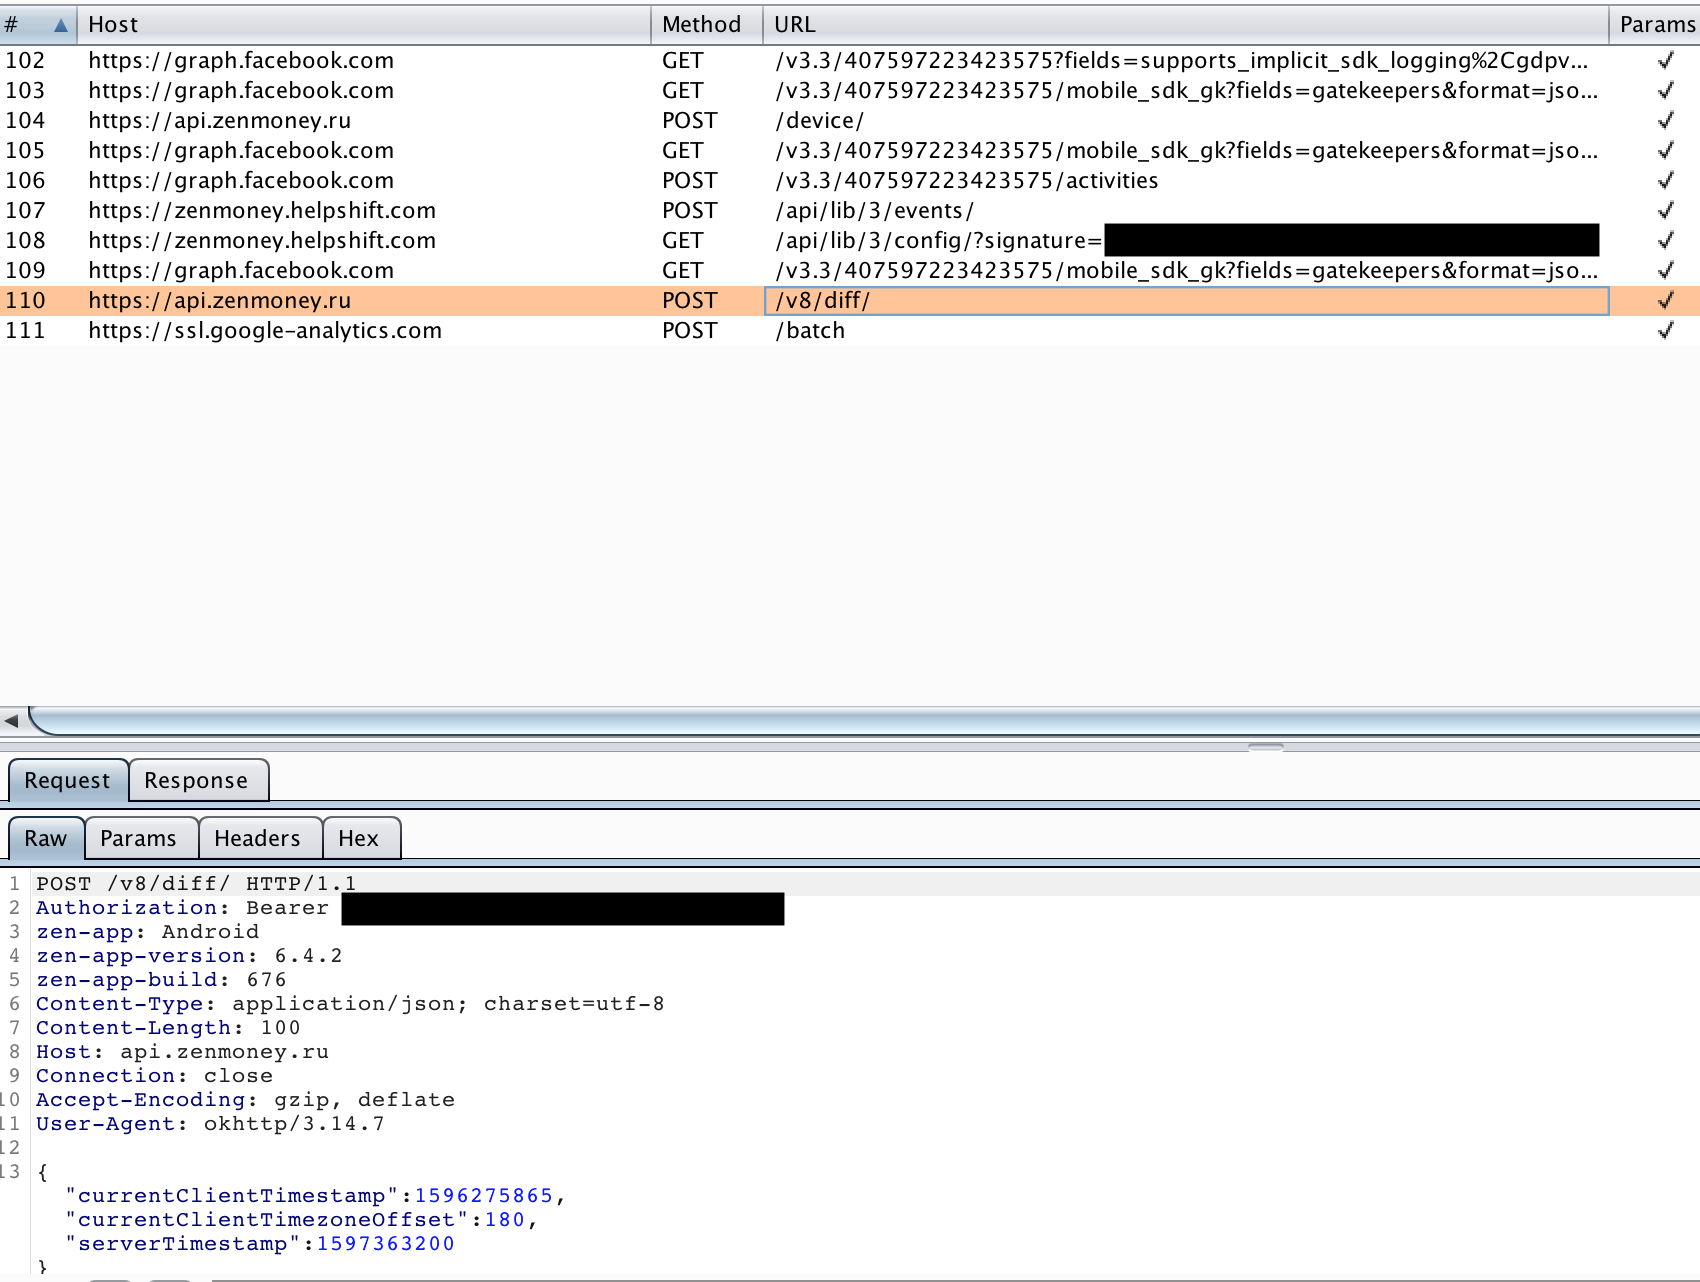 # Host Method URL Params
102 https://graph.facebook.com GET /v3.3/407597223423575?fields=supports_implicit_sdk_logging%2Cgdpv... ✓
103 https://graph.facebook.com GET /v3.3/407597223423575/mobile_sdk_gk?fields=gatekeepers&format=jso... ✓
104 https://api.zenmoney.ru POST /device/ ✓
105 https://graph.facebook.com GET /v3.3/407597223423575/mobile_sdk_gk?fields=gatekeepers&format=jso... ✓
106 https://graph.facebook.com POST /v3.3/407597223423575/activities ✓
107 https://zenmoney.helpshift.com POST /api/lib/3/events/ ✓
108 https://zenmoney.helpshift.com GET /api/lib/3/config/?signature= ✓
109 https://graph.facebook.com GET /v3.3/407597223423575/mobile_sdk_gk?fields=gatekeepers&format=jso... ✓
110 https://api.zenmoney.ru POST /v8/diff/ ✓
111 https://ssl.google-analytics.com POST /batch ✓
Request Response
Raw Params Headers Hex
1 POST /v8/diff/ HTTP/1.1
2 Authorization: Bearer
3 zen-app: Android
4 zen-app-version: 6.4.2
5 zen-app-build: 676
6 Content-Type: application/json; charset=utf-8
7 Content-Length: 100
8 Host: api.zenmoney.ru
9 Connection: close
10 Accept-Encoding: gzip, deflate
11 User-Agent: okhttp/3.14.7
12
13 {
"currentClientTimestamp":1596275865,
"currentClientTimezoneOffset":180,
"serverTimestamp":1597363200
}